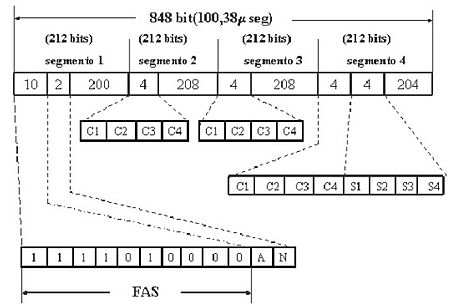 848 bit(100,38μ seg)
(212 bits) (212 bits) (212 bits) (212 bits)
segmento 1 segmento 2 segmento 3 segmento 4
10 2 200 4 208 4 208 4 4 204
C1 C2 C3 C4 C1 C2 C3 C4
C1 C2 C3 C4 S1 S2 S3 S4
1 1 1 1 0 1 0 0 0 0 A N
FAS